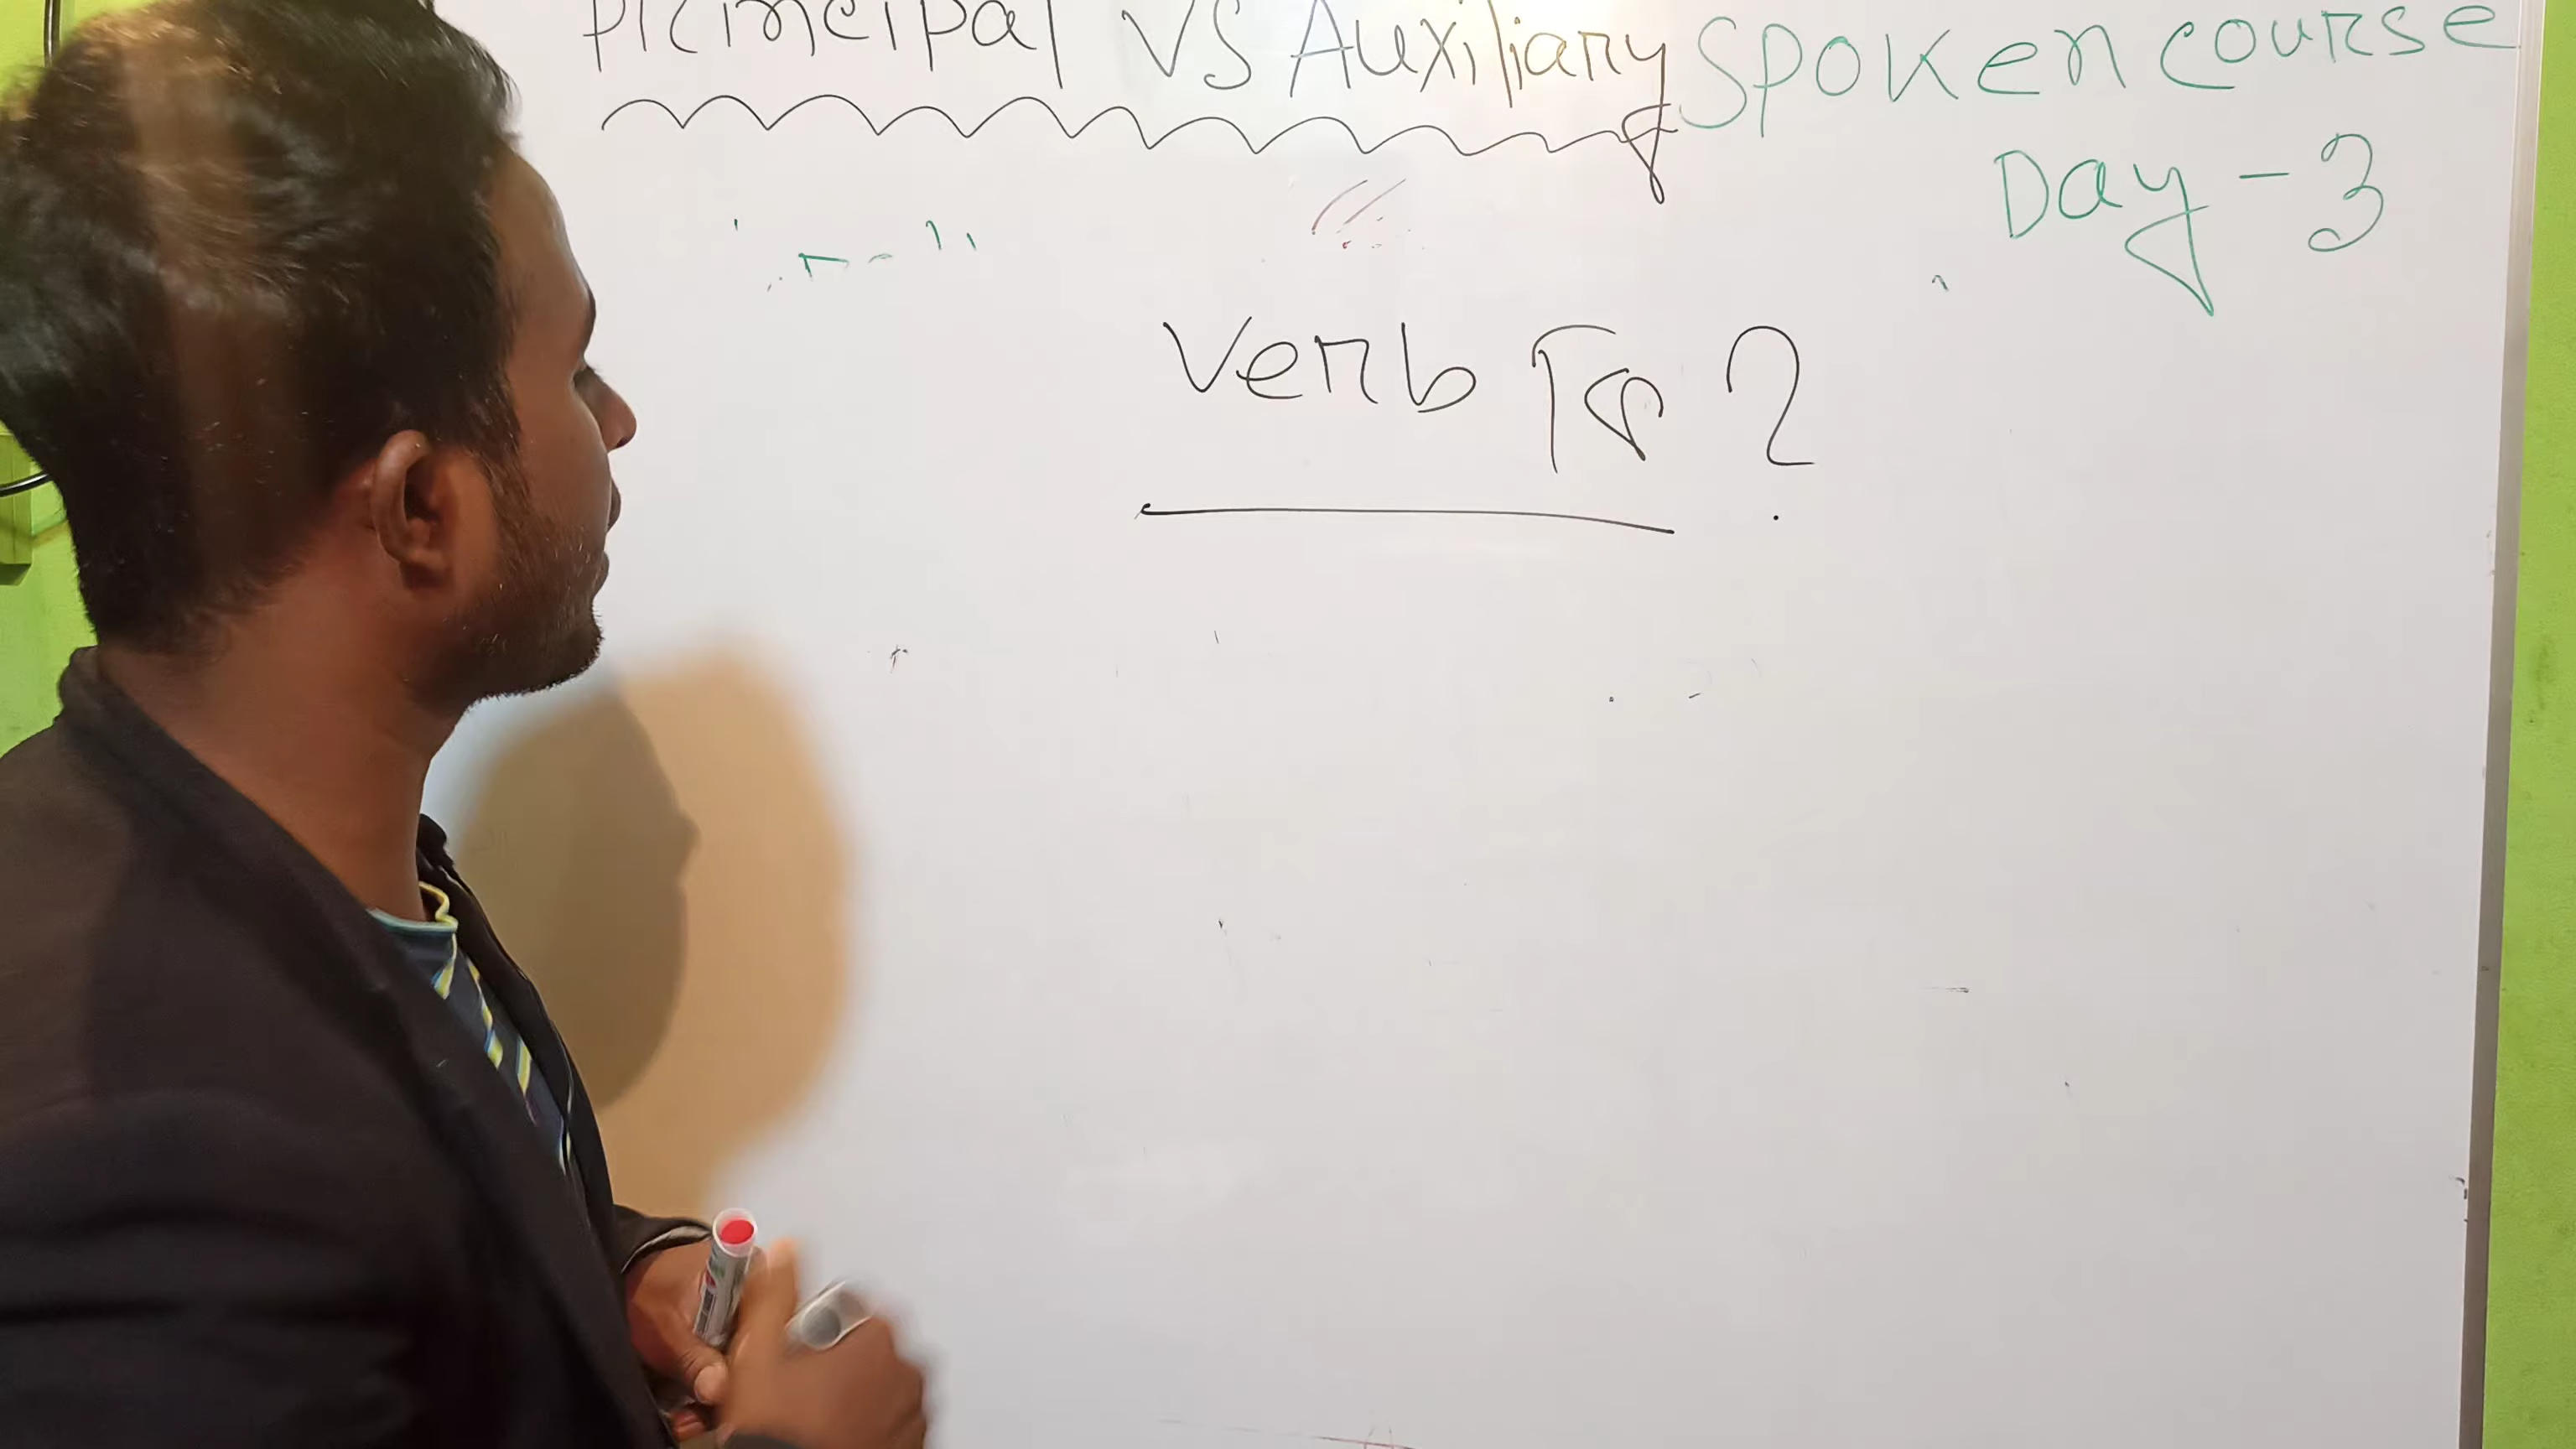 Principal VS Auxiliary
Spoken course
Day - 3
Verb কি ?